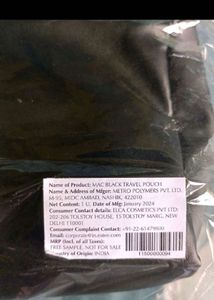 Name of Product: MAC BLACK TRAVEL POUCH
Name & Address of Mfger: METRO POLYMERS PVT. LTD.
M-95, MIDC AMBAD, NASHIK, 422010
Net Content: 1 U, Date of Mfg: January 2024
Consumer Contact details: ELCA COSMETICS PVT LTD:
202-206 TOLSTOY HOUSE, 15 TOLSTOY MARG, NEW
DELHI 110001
Consumer Complaint Contact: +91-22-61479800
Email:
MRP (Incl. of all Taxes):
FREE SAMPLE, NOT FOR SALE
Country of Origin: INDIA